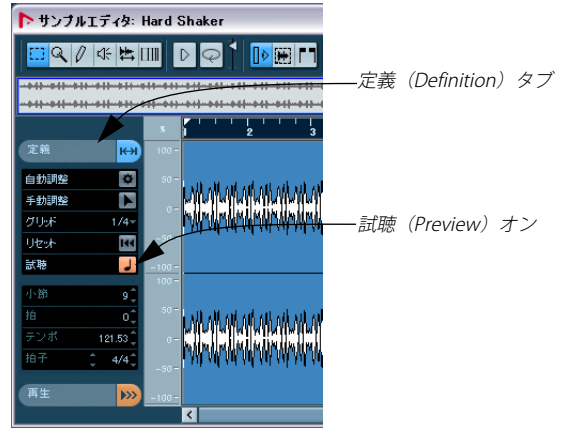 サンプルエディタ: Hard Shaker
定義（Definition）タブ
% 2 3
定義
100
自動調整
50
手動調整
0
グリッド 1/4
試聴（Preview）オン
リセット
-50
試聴
-100
100
小節 9
50
拍 0
テンポ 121.53
0
拍子 4/4
-50
再生
-100